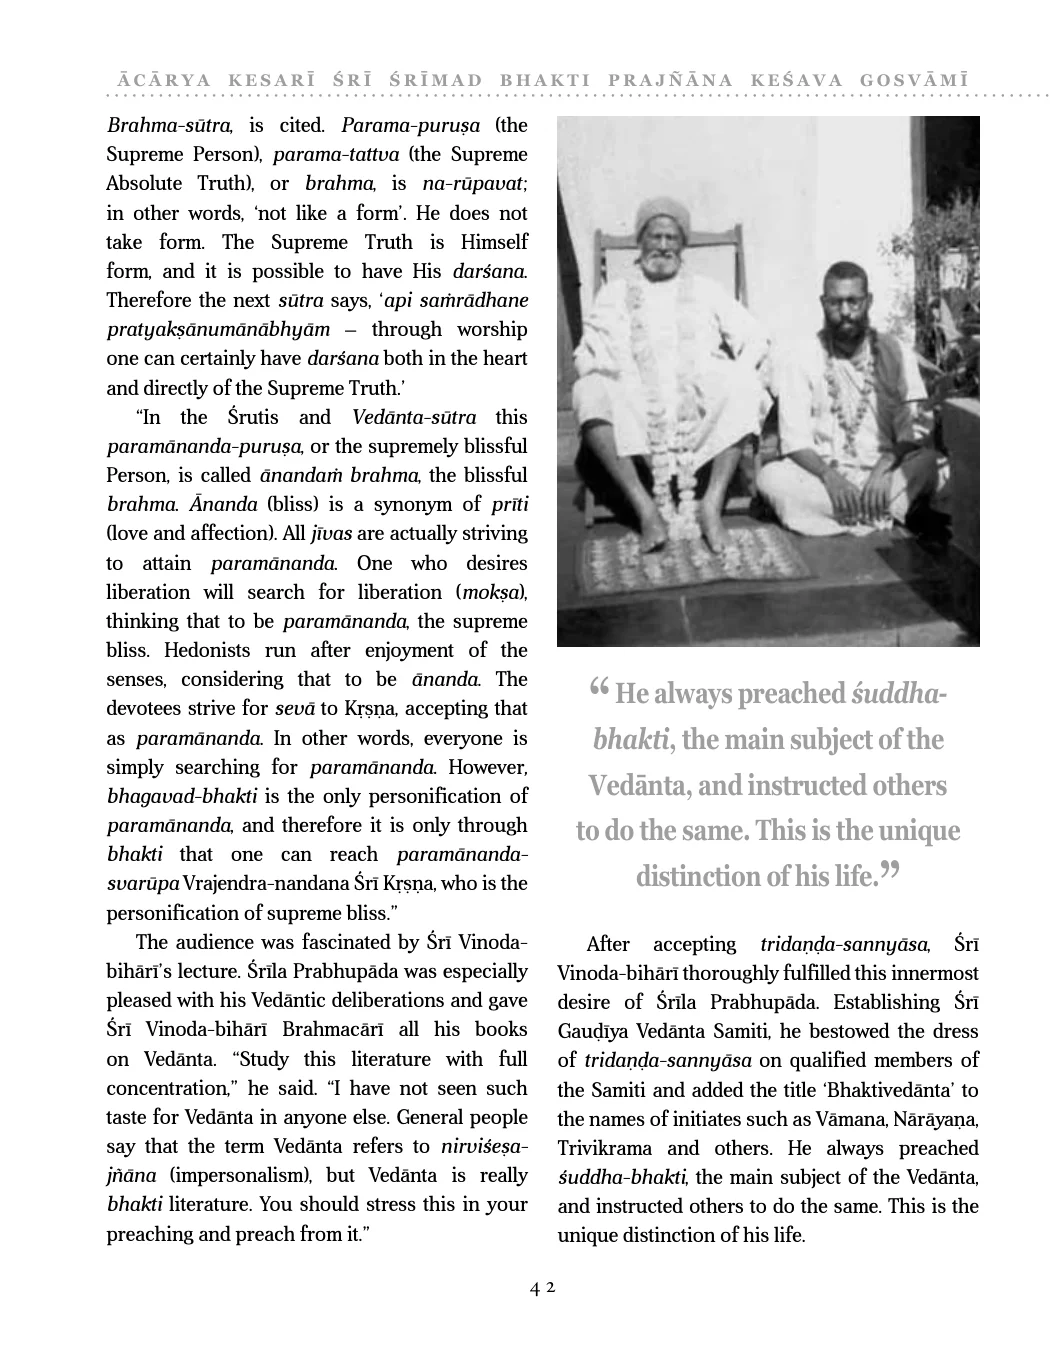 ĀCĀRYA KESARĪ ŚRĪ ŚRĪMAD BHAKTI PRAJÑĀNA KEŚAVA GOSVĀMĪ
Brahma-sūtra, is cited. Parama-puruṣa (the
Supreme Person), parama-tattva (the Supreme
Absolute Truth), or brahma, is na-rūpavat;
in other words, ‘not like a form’. He does not
take form. The Supreme Truth is Himself
form, and it is possible to have His darśana.
Therefore the next sūtra says, ‘api saṁrādhane
pratyakṣānumānābhyām – through worship
one can certainly have darśana both in the heart
and directly of the Supreme Truth.’
“In the Śrutis and Vedānta-sūtra this
paramānanda-puruṣa, or the supremely blissful
Person, is called ānandaṁ brahma, the blissful
brahma. Ānanda (bliss) is a synonym of prīti
(love and affection). All jīvas are actually striving
to attain paramānanda. One who desires
liberation will search for liberation (mokṣa),
thinking that to be paramānanda, the supreme
bliss. Hedonists run after enjoyment of the
senses, considering that to be ānanda. The
devotees strive for sevā to Kṛṣṇa, accepting that
as paramānanda. In other words, everyone is
simply searching for paramānanda. However,
bhagavad-bhakti is the only personification of
paramānanda, and therefore it is only through
bhakti that one can reach paramānanda-
svarūpa Vrajendra-nandana Śrī Kṛṣṇa, who is the
personification of supreme bliss.”
The audience was fascinated by Śrī Vinoda-
bihārī’s lecture. Śrīla Prabhupāda was especially
pleased with his Vedāntic deliberations and gave
Śrī Vinoda-bihārī Brahmacārī all his books
on Vedānta. “Study this literature with full
concentration,” he said. “I have not seen such
taste for Vedānta in anyone else. General people
say that the term Vedānta refers to nirviśeṣa-
jñāna (impersonalism), but Vedānta is really
bhakti literature. You should stress this in your
preaching and preach from it.”
“He always preached śuddha-
bhakti, the main subject of the
Vedānta, and instructed others
to do the same. This is the unique
distinction of his life.”
After accepting tridaṇḍa-sannyāsa, Śrī
Vinoda-bihārī thoroughly fulfilled this innermost
desire of Śrīla Prabhupāda. Establishing Śrī
Gauḍīya Vedānta Samiti, he bestowed the dress
of tridaṇḍa-sannyāsa on qualified members of
the Samiti and added the title ‘Bhaktivedānta’ to
the names of initiates such as Vāmana, Nārāyaṇa,
Trivikrama and others. He always preached
śuddha-bhakti, the main subject of the Vedānta,
and instructed others to do the same. This is the
unique distinction of his life.
42